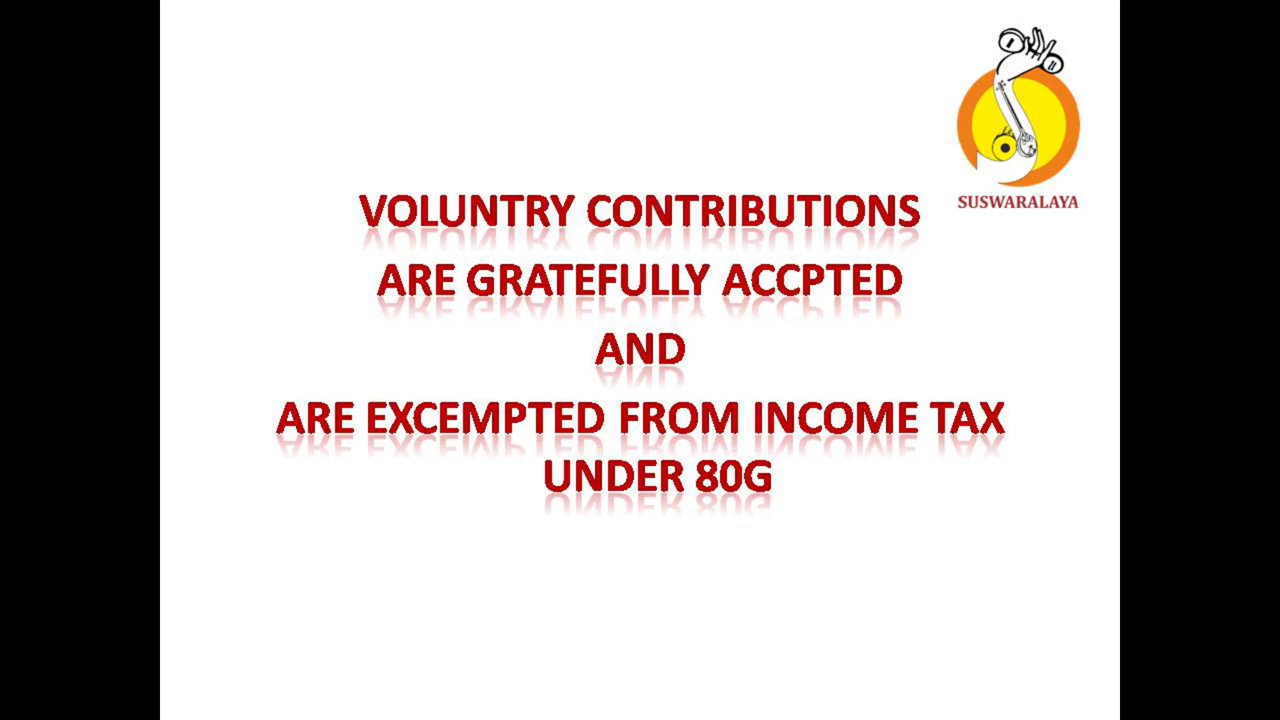 SUSWARALAYA
VOLUNTRY CONTRIBUTIONS
ARE GRATEFULLY ACCPTED
AND
ARE EXCEMPTED FROM INCOME TAX
UNDER 80G